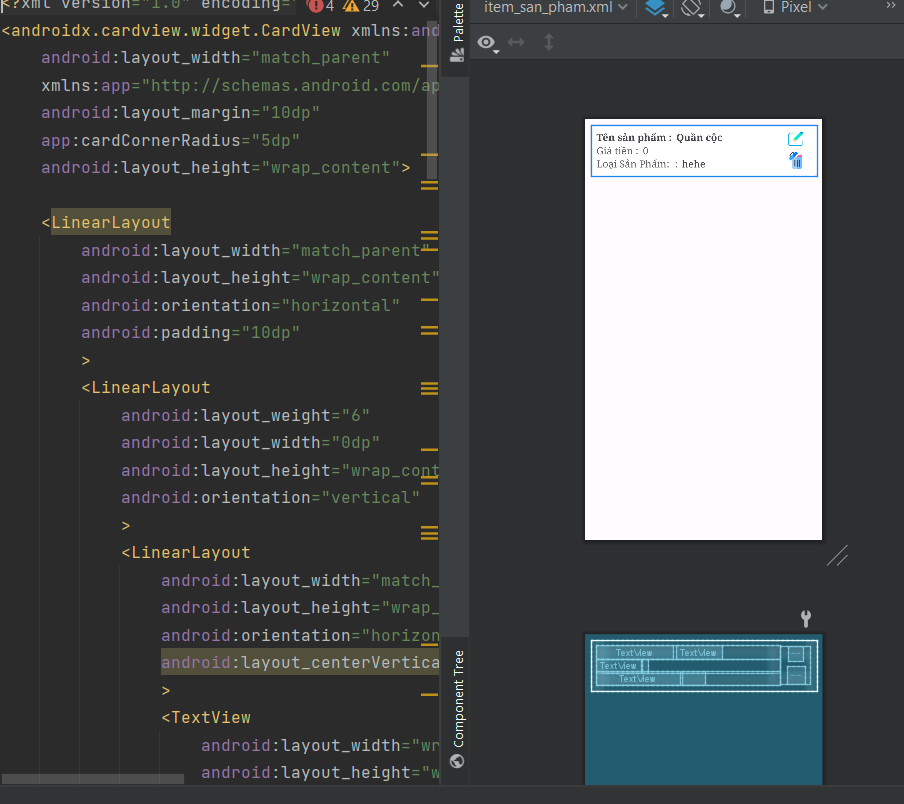 <?xml version="1.0" encoding=
4 29
<androidx.cardview.widget.CardView xmlns:and
android:layout_width="match_parent"
xmlns:app="http://schemas.android.com/ap
android:layout_margin="10dp"
app:cardCornerRadius="5dp"
android:layout_height="wrap_content">
<LinearLayout
android:layout_width="match_parent"
android:layout_height="wrap_content"
android:orientation="horizontal"
android:padding="10dp"
>
<LinearLayout
android:layout_weight="6"
android:layout_width="0dp"
android:layout_height="wrap_cont
android:orientation="vertical"
>
<LinearLayout
android:layout_width="match_
android:layout_height="wrap_
android:orientation="horizon
android:layout_centerVertica
>
<TextView
android:layout_width="wr
android:layout_height="w
Palette
Component Tree
item_san_pham.xml
Pixel
Tên sản phẩm : Quần cộc
Giá tiền : 0
Loại Sản Phẩm: : hehe
TextView TextView
TextView
TextView